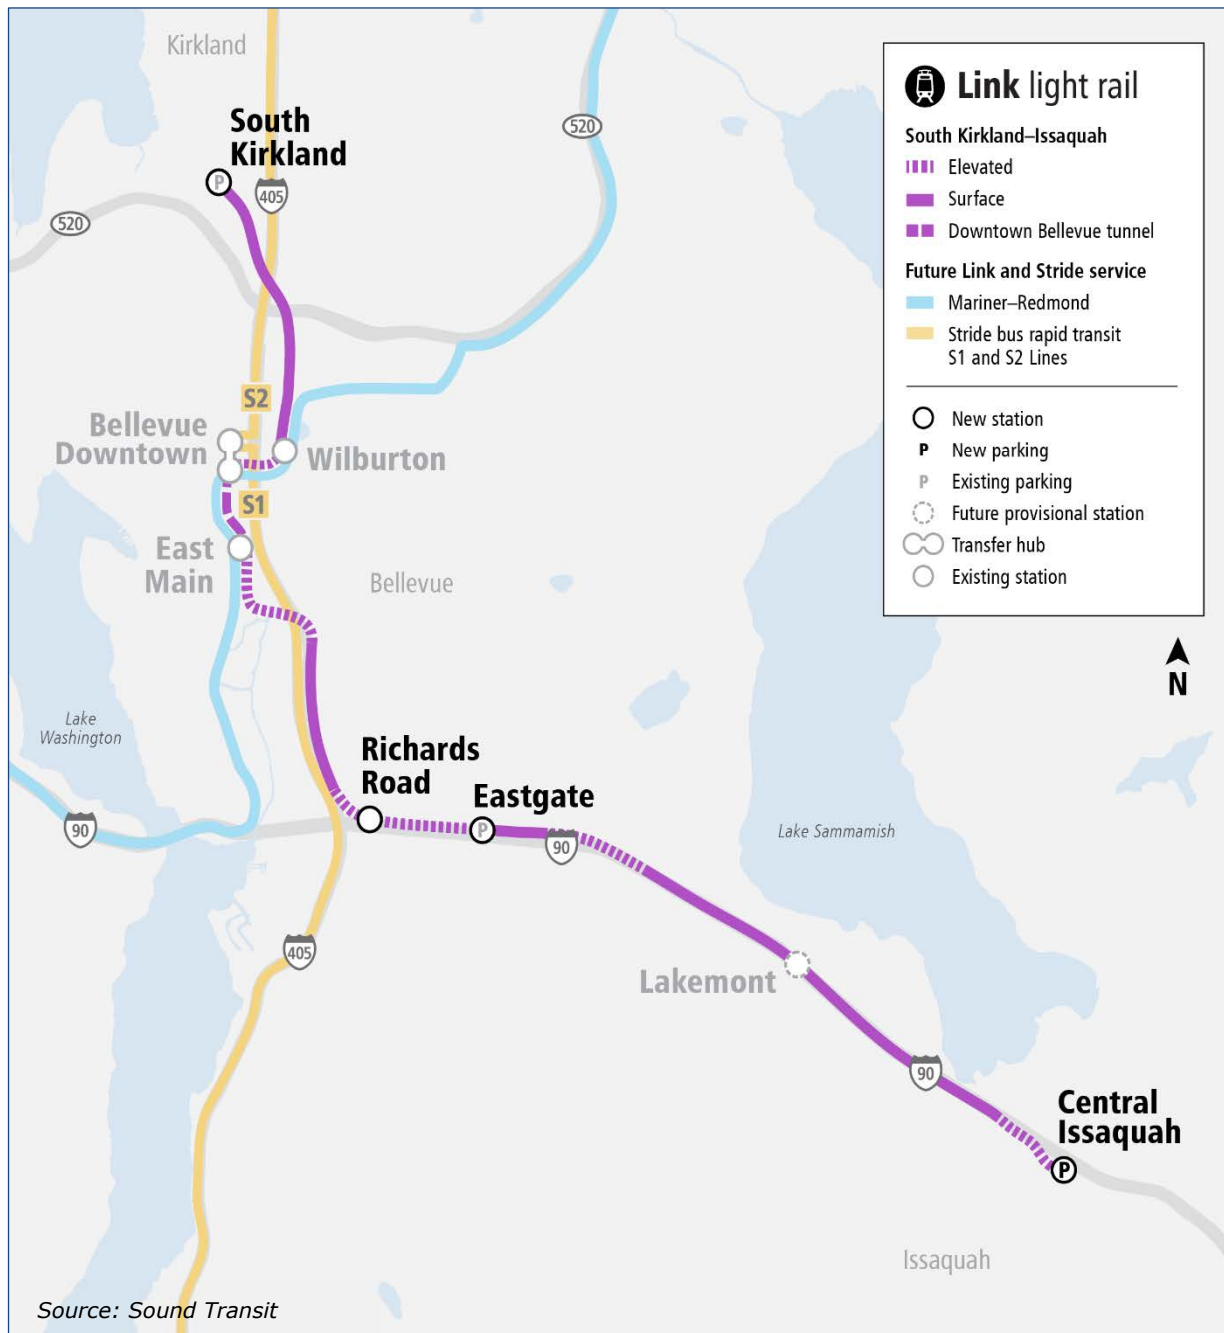 Kirkland
South
Kirkland
405
520
520
Link light rail
South Kirkland–Issaquah
Elevated
Surface
Downtown Bellevue tunnel
Future Link and Stride service
Mariner–Redmond
Stride bus rapid transit
S1 and S2 Lines
New station
P New parking
P Existing parking
Future provisional station
Transfer hub
Existing station
N
P
S2
Bellevue
Downtown
Wilburton
S1
East
Main
Bellevue
Lake
Washington
Richards
Road
Eastgate
P
90
90
Lake Sammamish
405
Lakemont
90
Central
Issaquah
P
Issaquah
Source: Sound Transit